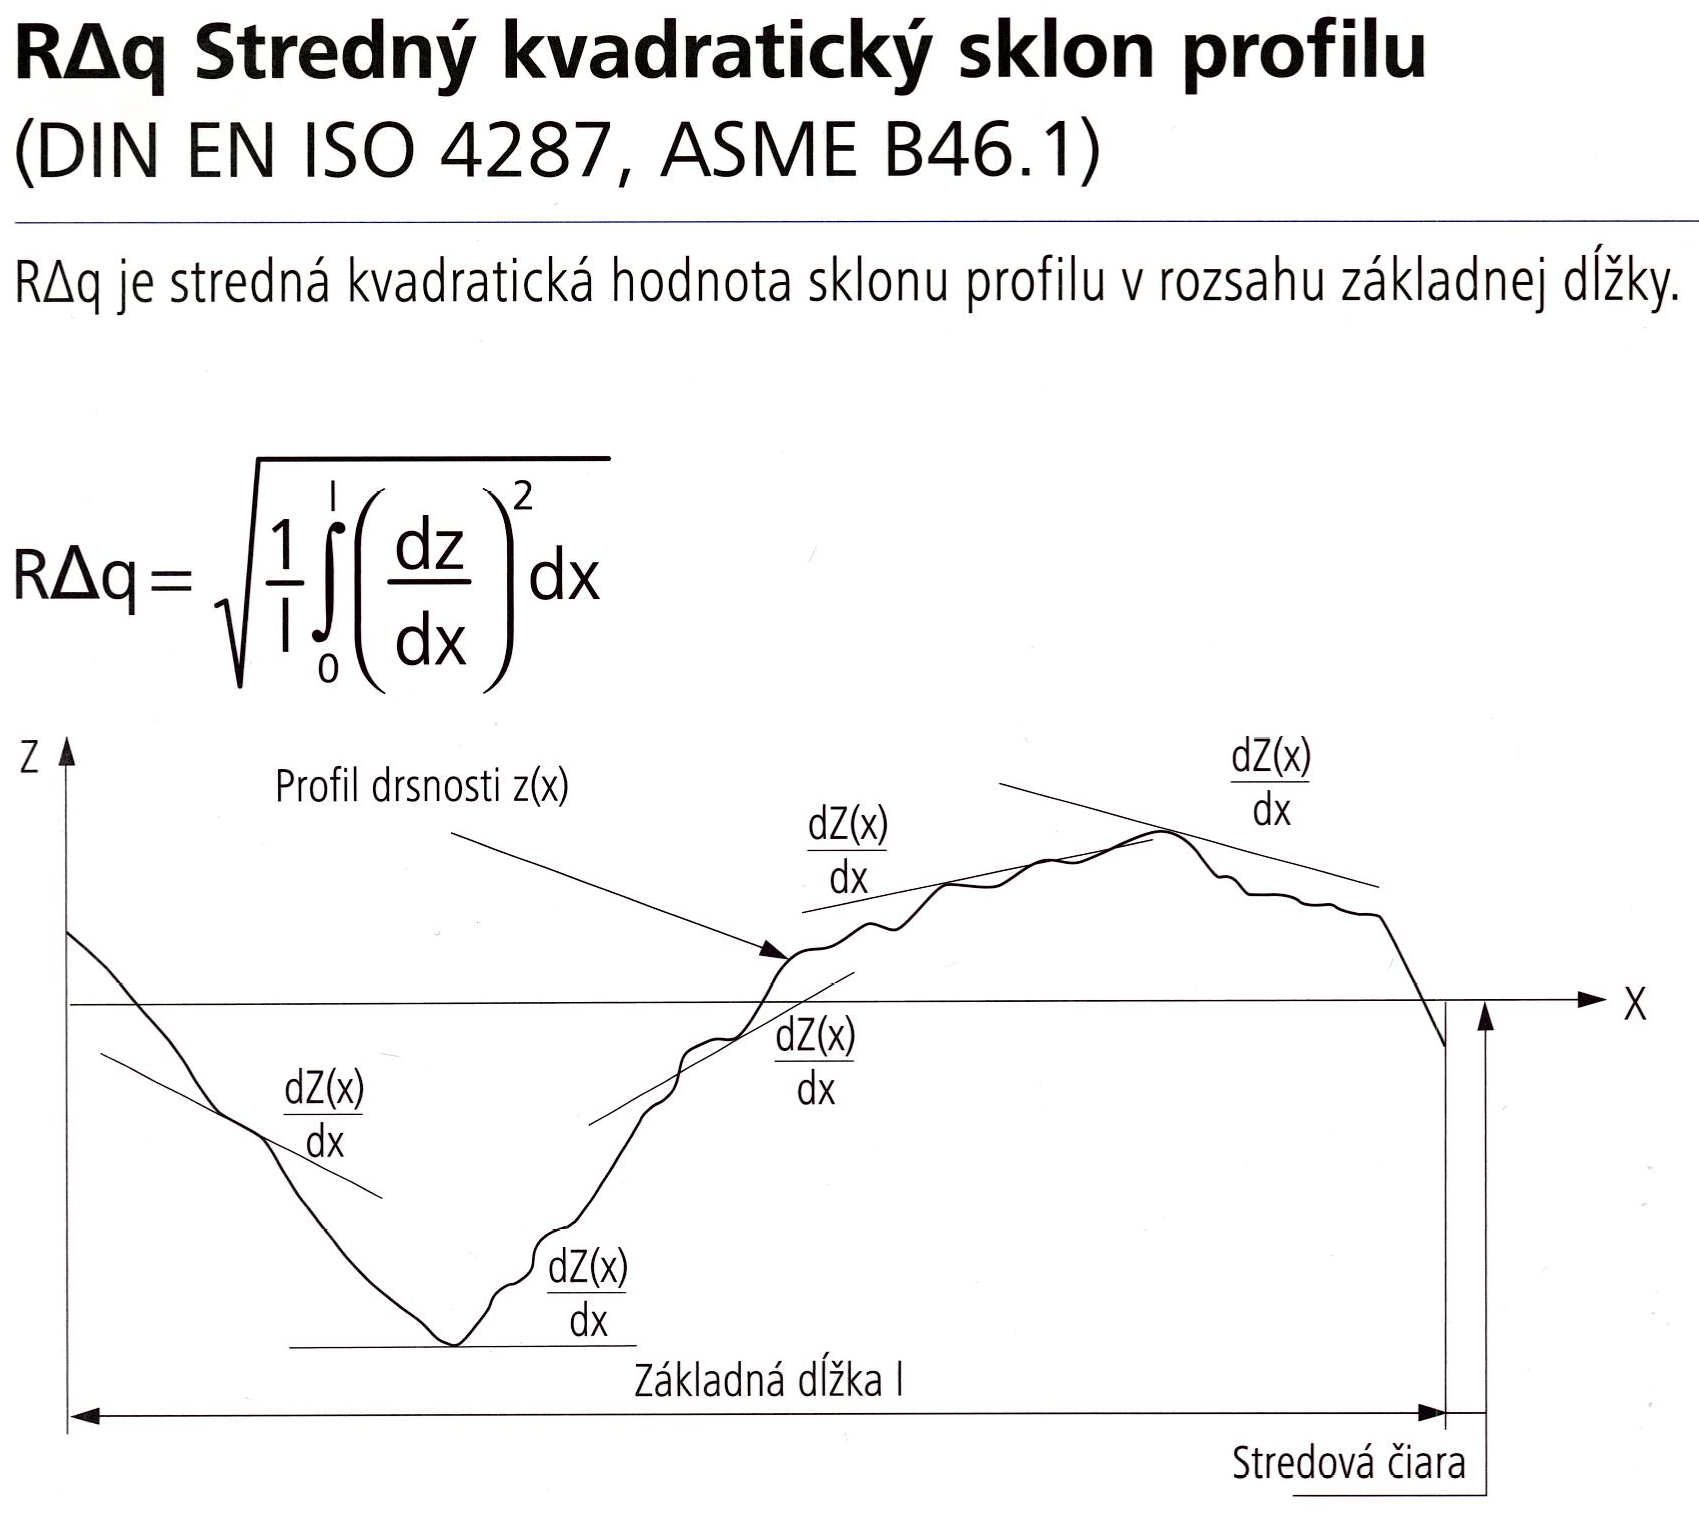 RΔq Stredný kvadratický sklon profilu
(DIN EN ISO 4287, ASME B46.1)
RΔq je stredná kvadratická hodnota sklonu profilu v rozsahu základnej dĺžky.
RΔq = √(1/l ∫₀ˡ (dz/dx)² dx)
Z
Profil drsnosti z(x)
dZ(x)
dx
dZ(x)
dx
X
dZ(x)
dx
dZ(x)
dx
dZ(x)
dx
Základná dĺžka l
Stredová čiara